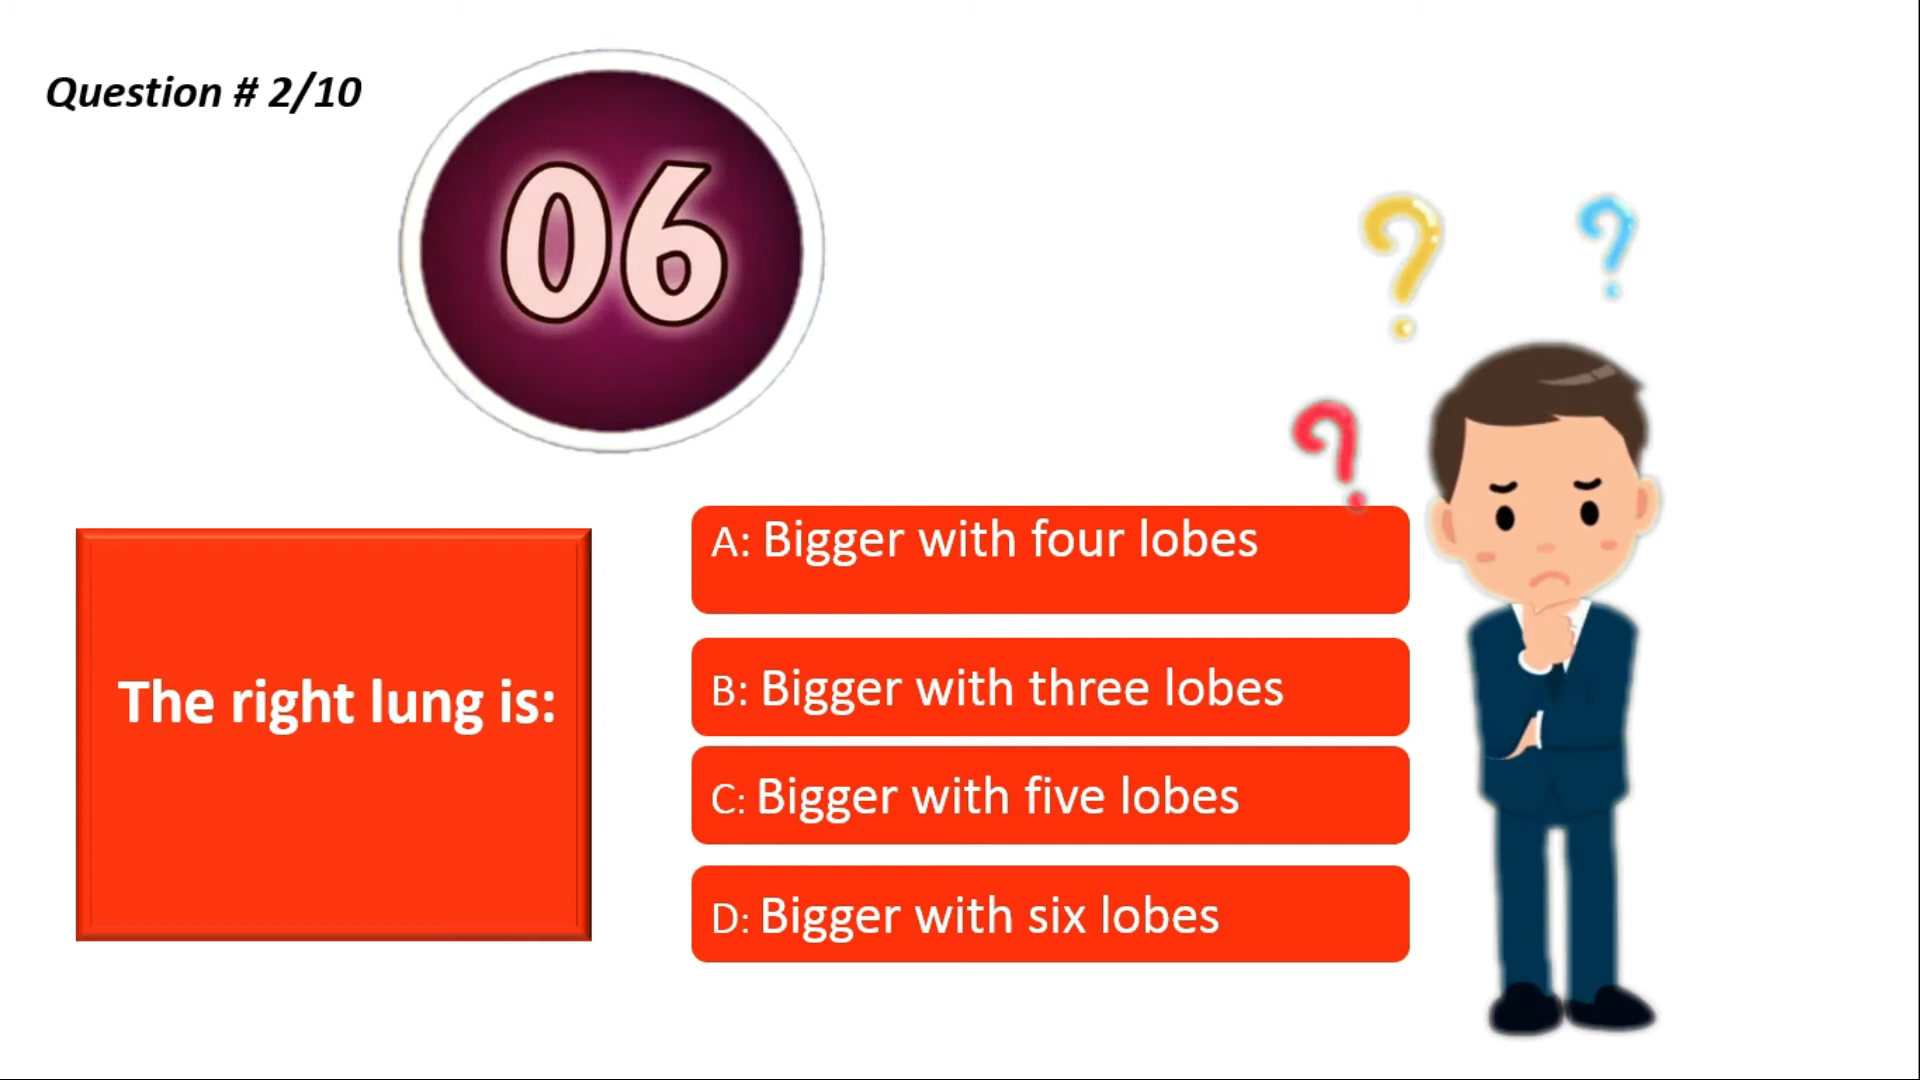 Question # 2/10
06
The right lung is:
A: Bigger with four lobes
B: Bigger with three lobes
C: Bigger with five lobes
D: Bigger with six lobes